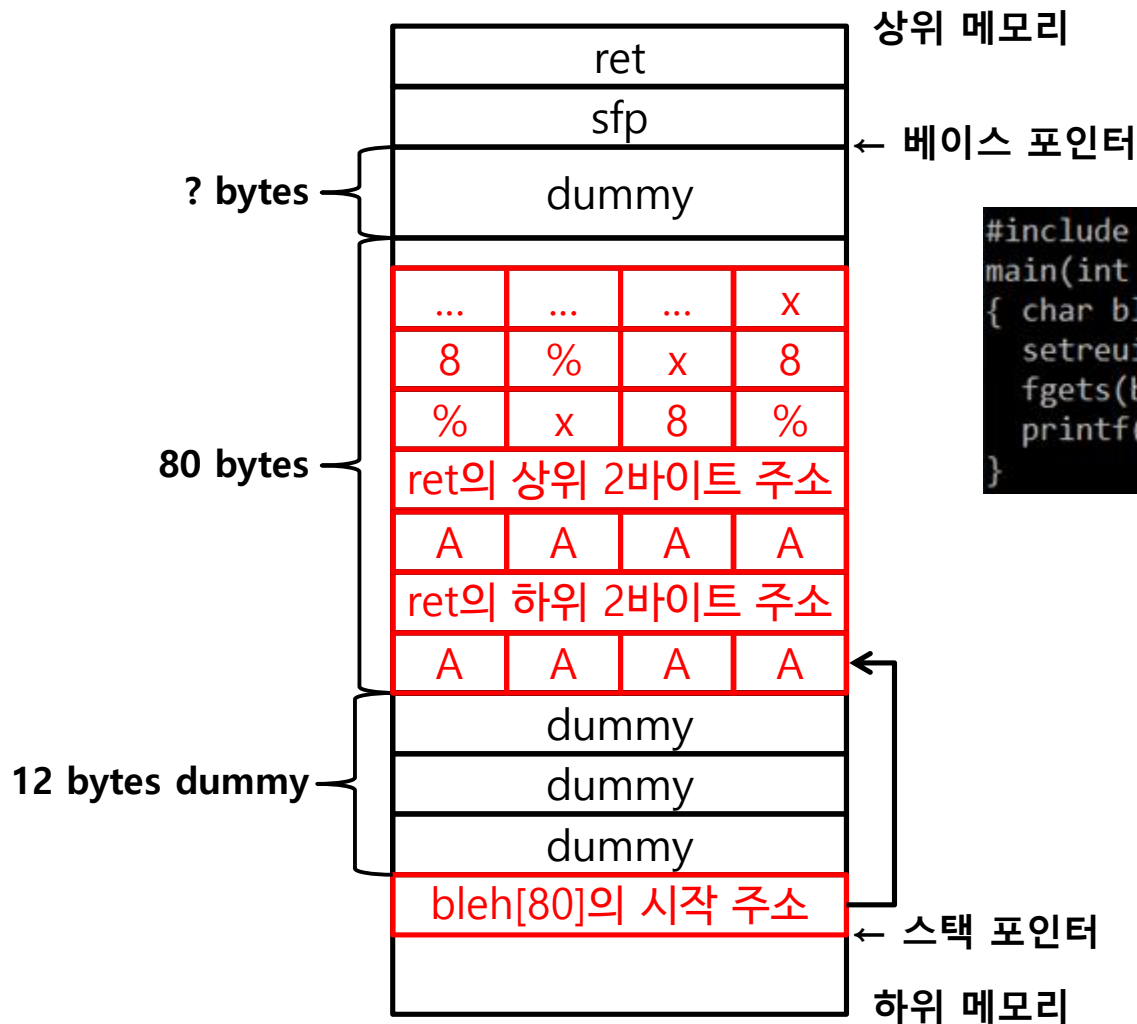 상위 메모리
ret
sfp
← 베이스 포인터
? bytes
dummy
#include
main(int
{ char bl
setreui
fgets(b
printf(
}
... ... ... x
8 % x 8
% x 8 %
80 bytes
ret의 상위 2바이트 주소
A A A A
ret의 하위 2바이트 주소
A A A A
dummy
12 bytes dummy
dummy
dummy
bleh[80]의 시작 주소
← 스택 포인터
하위 메모리